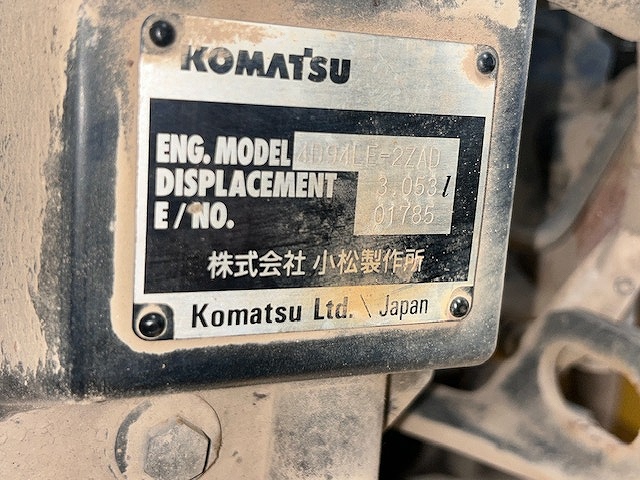 KOMATSU
ENG. MODEL 4D94LE-2ZAD
DISPLACEMENT 3.053 l
E/NO. 01785
株式会社 小松製作所
Komatsu Ltd. \ Japan